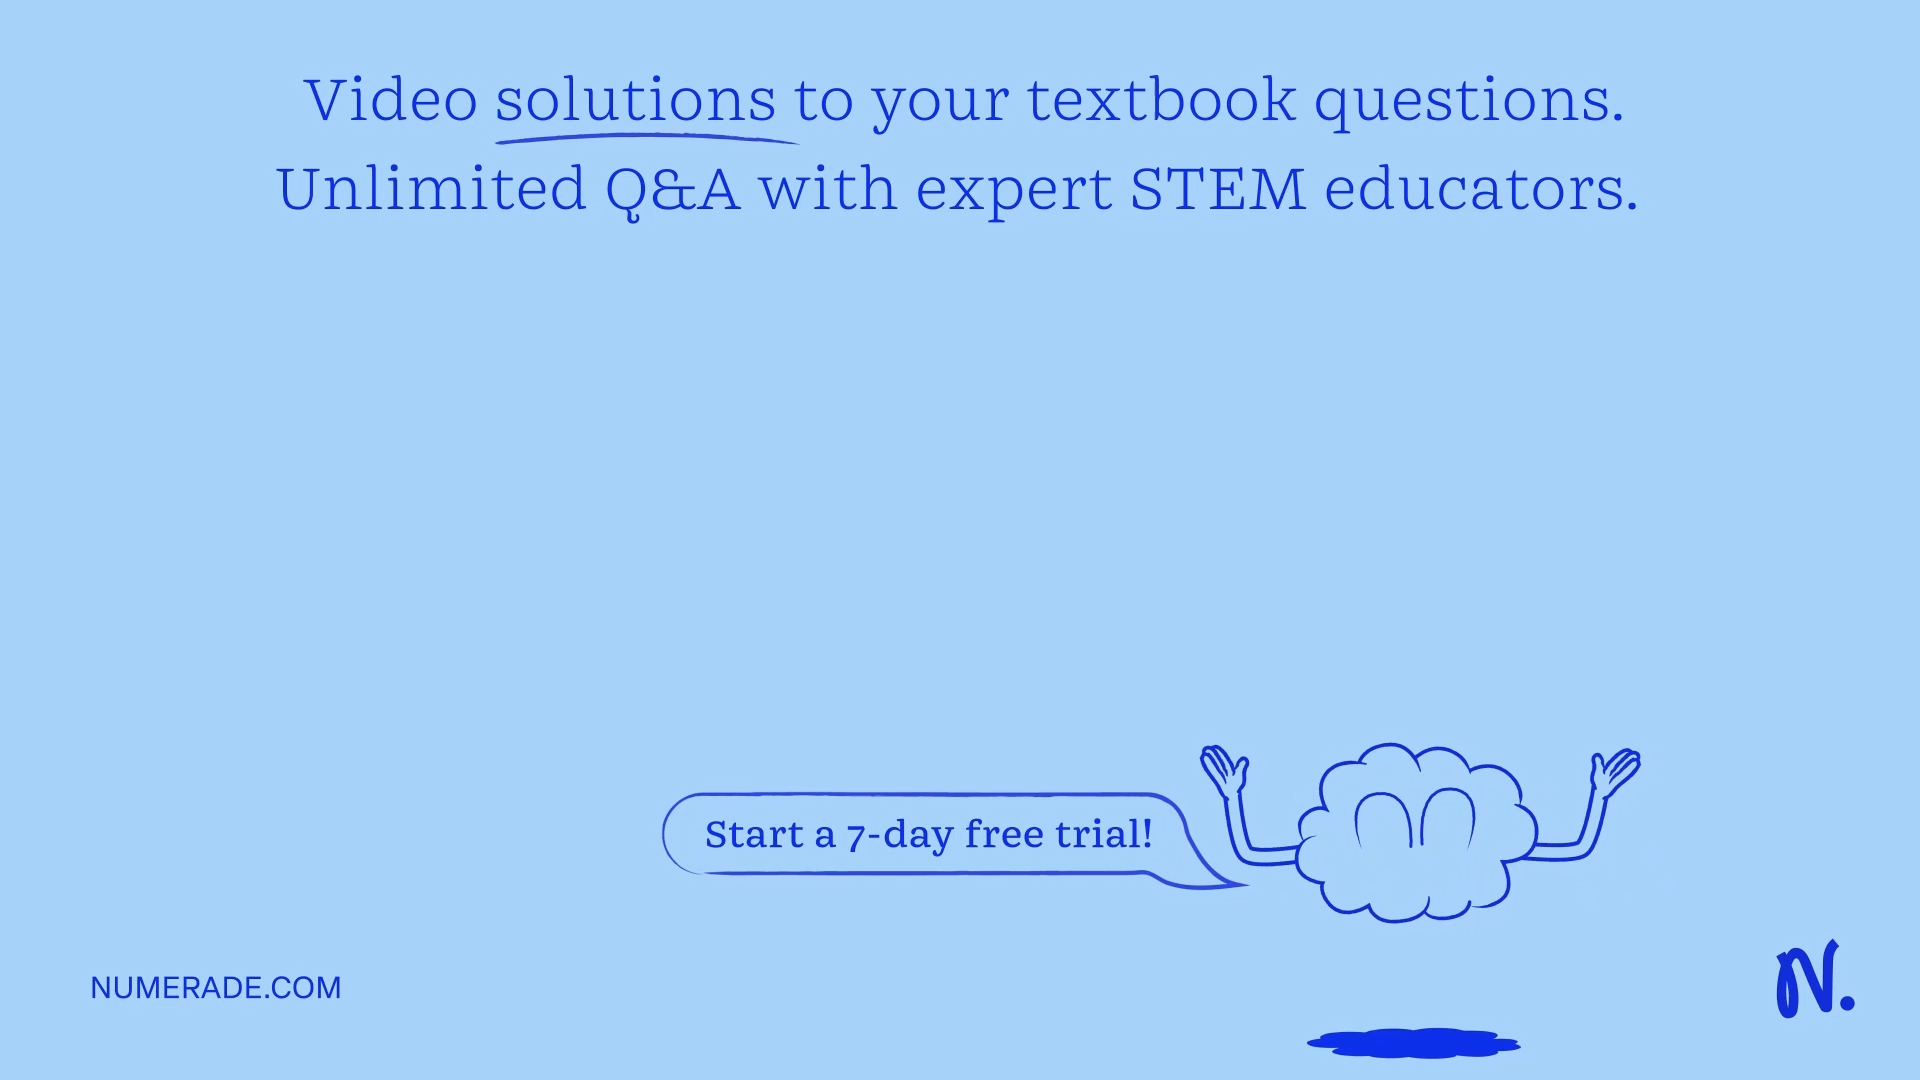 Video solutions to your textbook questions.
Unlimited Q&A with expert STEM educators.
Start a 7-day free trial!
NUMERADE.COM
N.